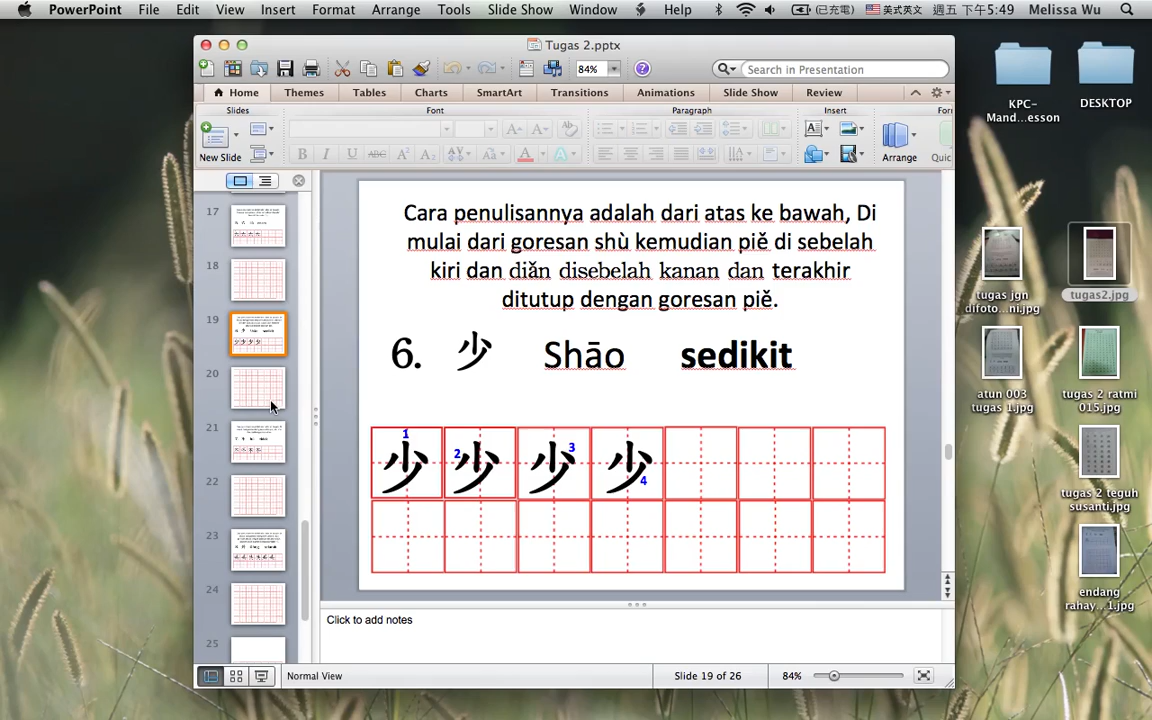 PowerPoint File Edit View Insert Format Arrange Tools Slide Show Window Help (已充電) 美式英文 週五 下午5:49 Melissa Wu
Tugas 2.pptx
84% Search in Presentation
Home Themes Tables Charts SmartArt Transitions Animations Slide Show Review
Slides Font Paragraph Insert
New Slide
B I U ABC A² A₂ Aa A A
Arrange
17
18
19
20
21
22
23
24
25
Cara penulisannya adalah dari atas ke bawah, Di
mulai dari goresan shù kemudian piě di sebelah
kiri dan diǎn disebelah kanan dan terakhir
ditutup dengan goresan piě.
6. 少 Shāo sedikit
1 2 3 4
少 少 少 少
Click to add notes
Normal View Slide 19 of 26 84%
KPC-
Mand...esson
DESKTOP
tugas jgn
difoto...ni.jpg
tugas2.jpg
atun 003
tugas 1.jpg
tugas 2 ratmi
015.jpg
tugas 2 teguh
susanti.jpg
endang
rahay...1.jpg